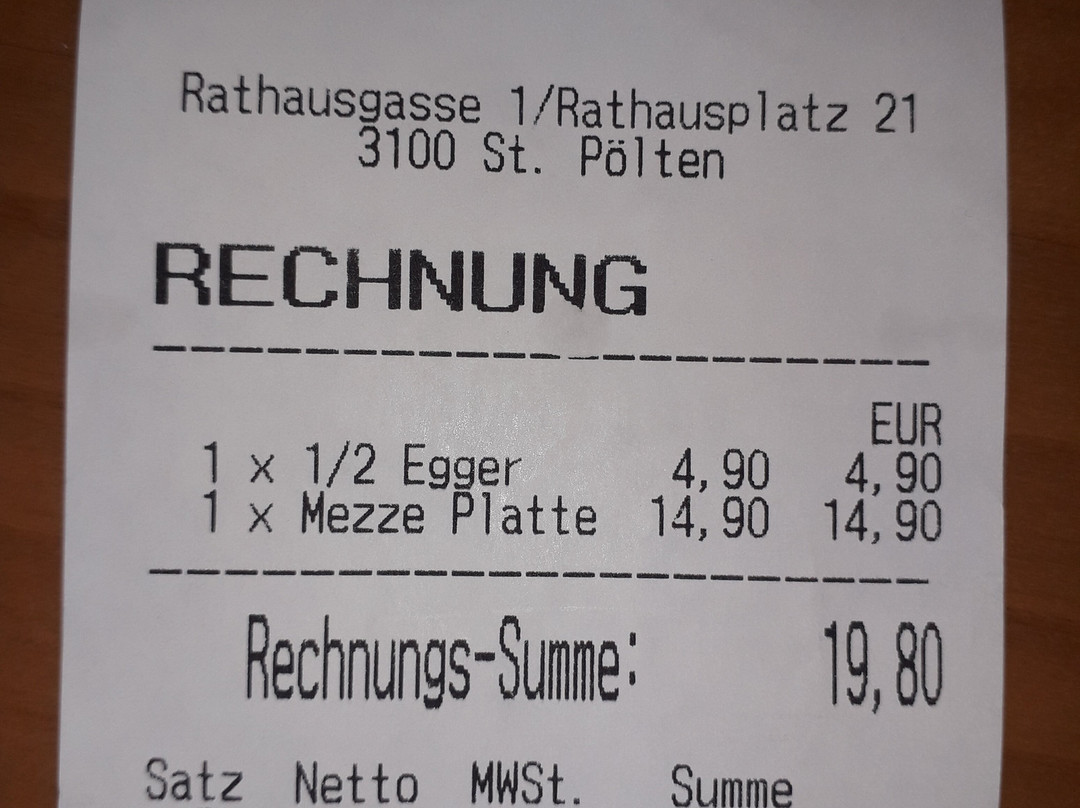 Rathausgasse 1/Rathausplatz 21
3100 St. Pölten
RECHNUNG
EUR
1 x 1/2 Egger 4,90 4,90
1 x Mezze Platte 14,90 14,90
Rechnungs-Summe: 19,80
Satz Netto MWSt. Summe